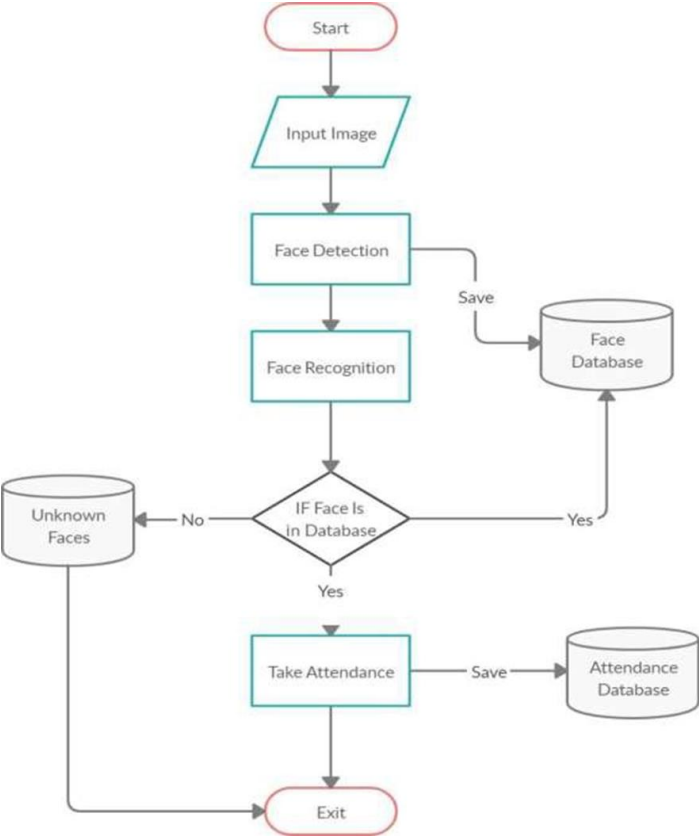 Start
Input Image
Face Detection
Save
Face
Database
Face Recognition
IF Face Is
in Database
No
Unknown
Faces
Yes
Yes
Take Attendance
Save
Attendance
Database
Exit